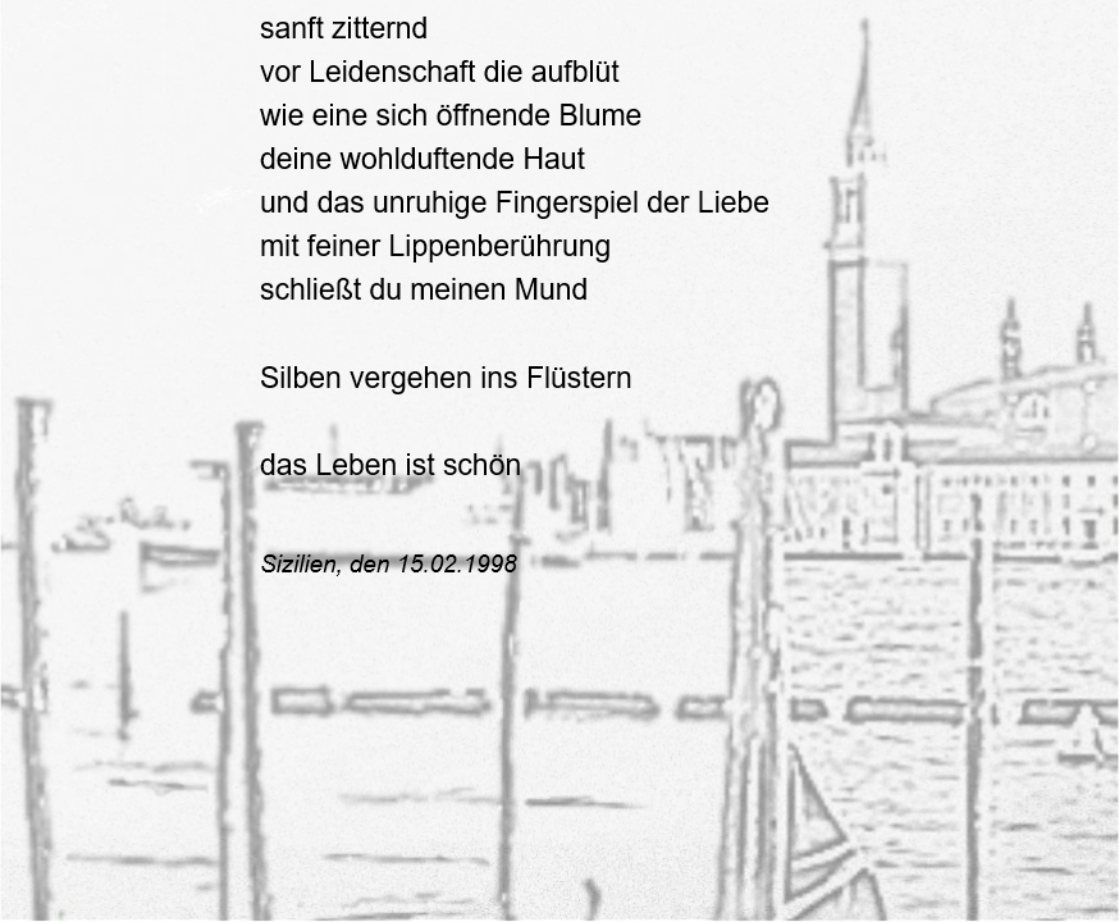 sanft zitternd
vor Leidenschaft die aufblüt
wie eine sich öffnende Blume
deine wohlduftende Haut
und das unruhige Fingerspiel der Liebe
mit feiner Lippenberührung
schließt du meinen Mund
Silben vergehen ins Flüstern
das Leben ist schön
Sizilien, den 15.02.1998